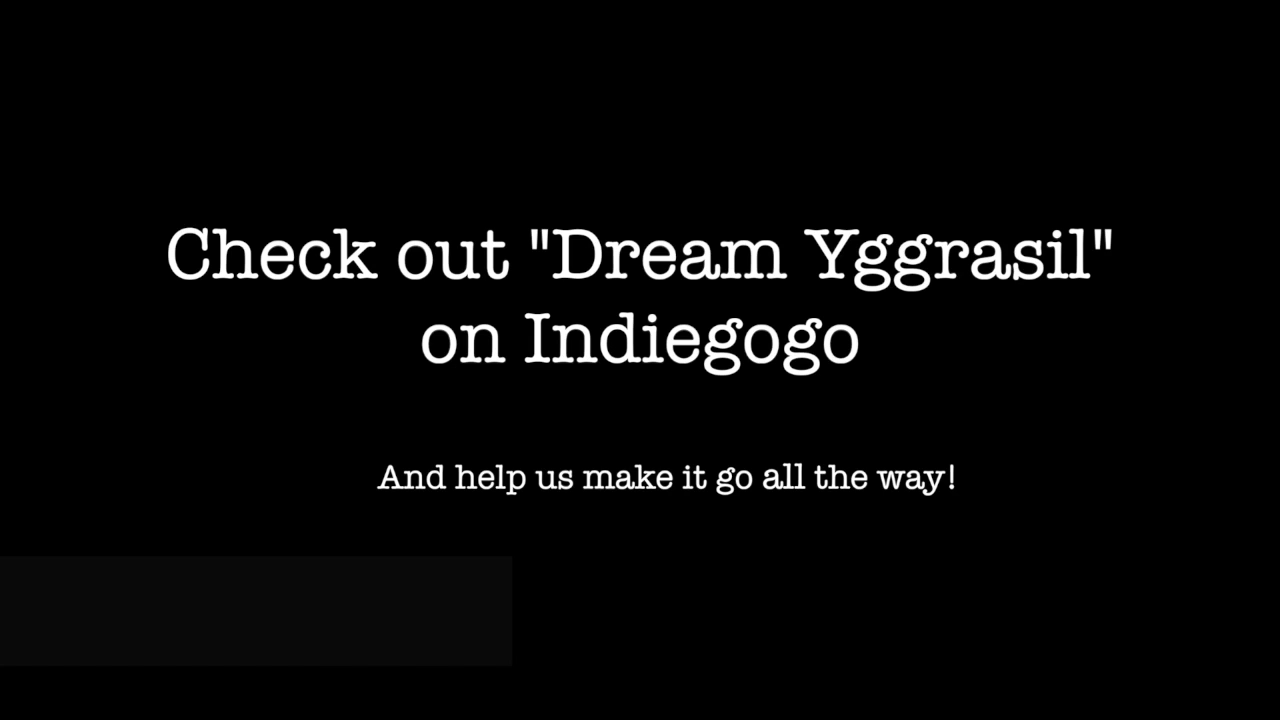 Check out "Dream Yggrasil"
on Indiegogo
And help us make it go all the way!